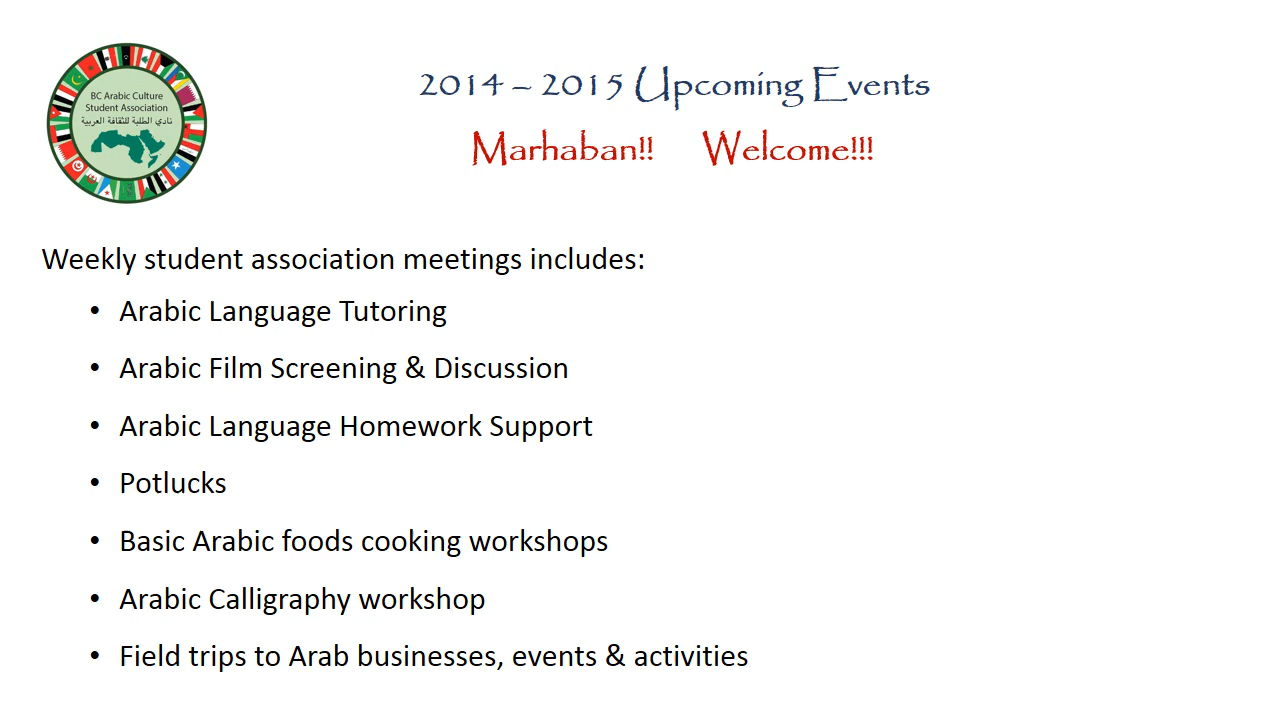 BC Arabic Culture
Student Association
نادي الطلبة للثقافة العربية
2014 – 2015 Upcoming Events
Marhaban!! Welcome!!!
Weekly student association meetings includes:
• Arabic Language Tutoring
• Arabic Film Screening & Discussion
• Arabic Language Homework Support
• Potlucks
• Basic Arabic foods cooking workshops
• Arabic Calligraphy workshop
• Field trips to Arab businesses, events & activities